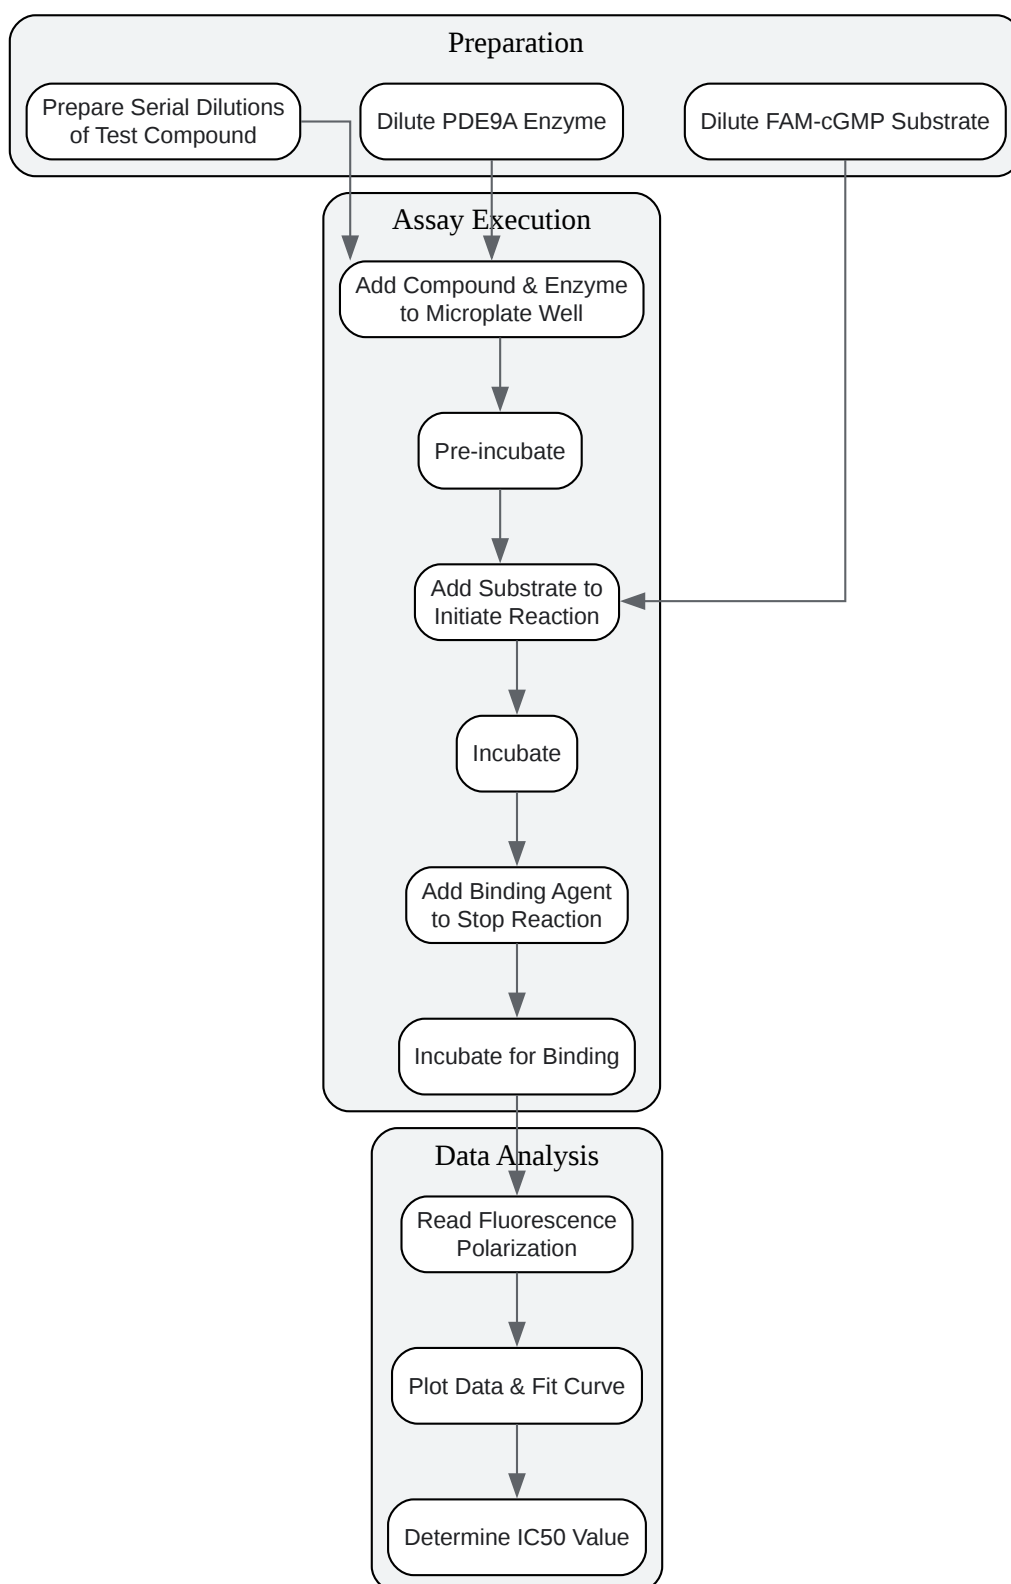 Preparation
Prepare Serial Dilutions
of Test Compound
Dilute PDE9A Enzyme
Dilute FAM-cGMP Substrate
Assay Execution
Add Compound & Enzyme
to Microplate Well
Pre-incubate
Add Substrate to
Initiate Reaction
Incubate
Add Binding Agent
to Stop Reaction
Incubate for Binding
Data Analysis
Read Fluorescence
Polarization
Plot Data & Fit Curve
Determine IC50 Value